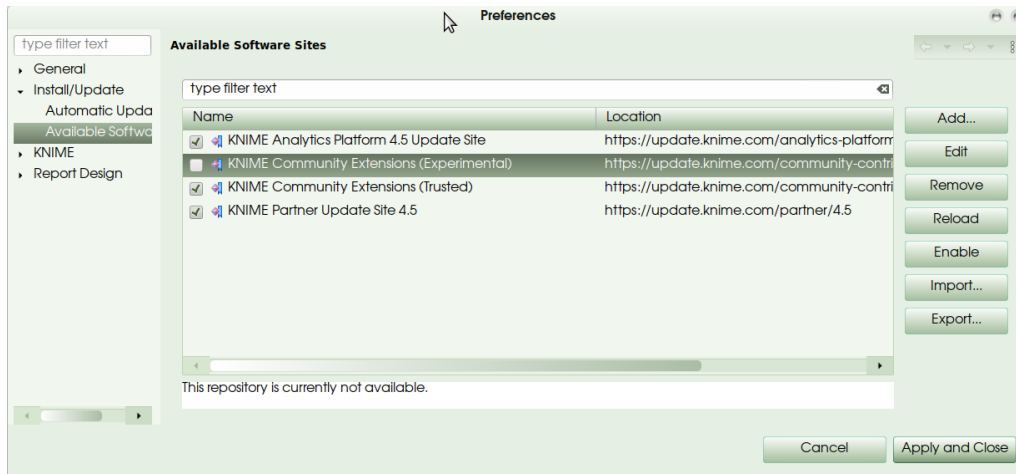 Preferences
type filter text
General
Install/Update
Automatic Upda
Available Softwa
KNIME
Report Design
Available Software Sites
type filter text
Name Location
KNIME Analytics Platform 4.5 Update Site https://update.knime.com/analytics-platform
KNIME Community Extensions (Experimental) https://update.knime.com/community-contri
KNIME Community Extensions (Trusted) https://update.knime.com/community-contri
KNIME Partner Update Site 4.5 https://update.knime.com/partner/4.5
This repository is currently not available.
Add...
Edit
Remove
Reload
Enable
Import...
Export...
Cancel Apply and Close